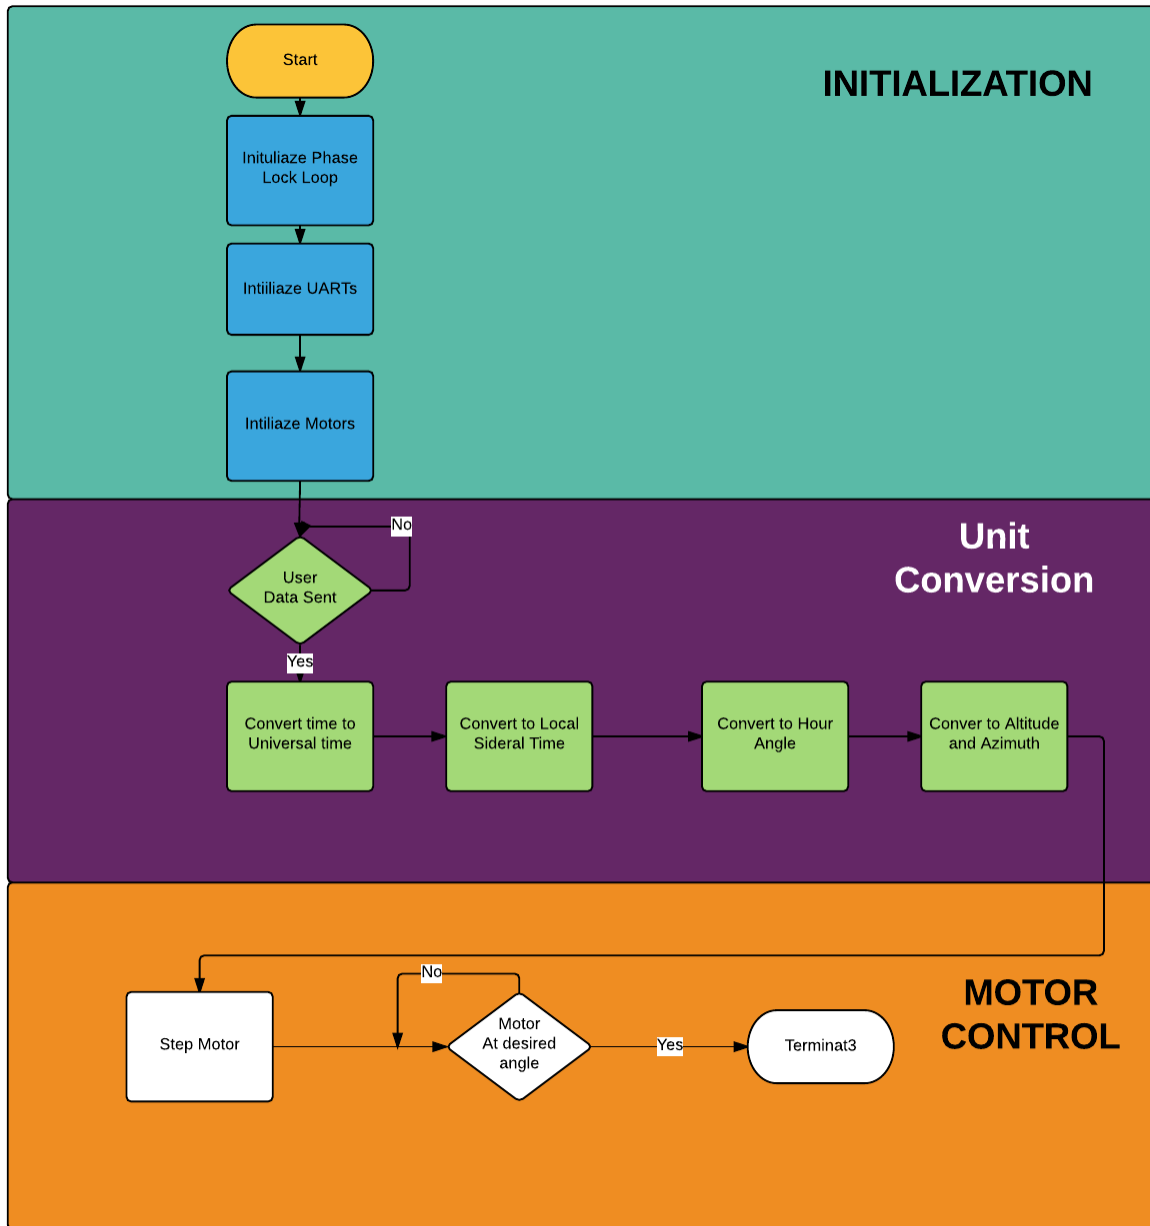 Start
INITIALIZATION
Inituliaze Phase
Lock Loop
Intiiliaze UARTs
Intiliaze Motors
No
Unit
Conversion
User
Data Sent
Yes
Convert time to
Universal time
Convert to Local
Sideral Time
Convert to Hour
Angle
Conver to Altitude
and Azimuth
No
MOTOR
CONTROL
Step Motor
Motor
At desired
angle
Yes
Terminat3